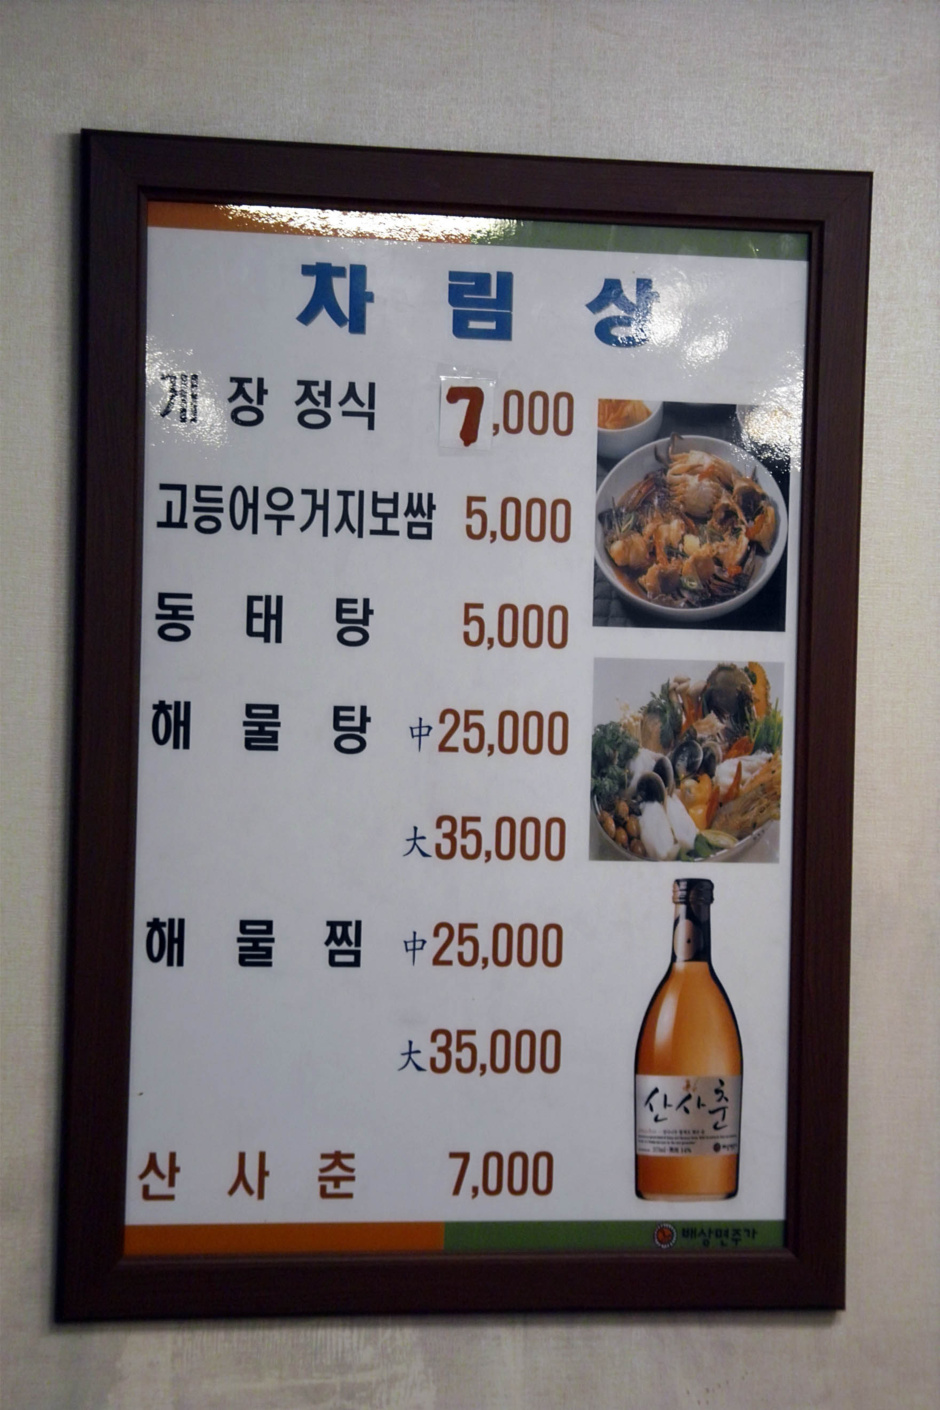 차림상
게장정식 7,000
고등어우거지보쌈 5,000
동태탕 5,000
해물탕 中25,000
大35,000
해물찜 中25,000
大35,000
산사춘 7,000
산사춘
배상면주가